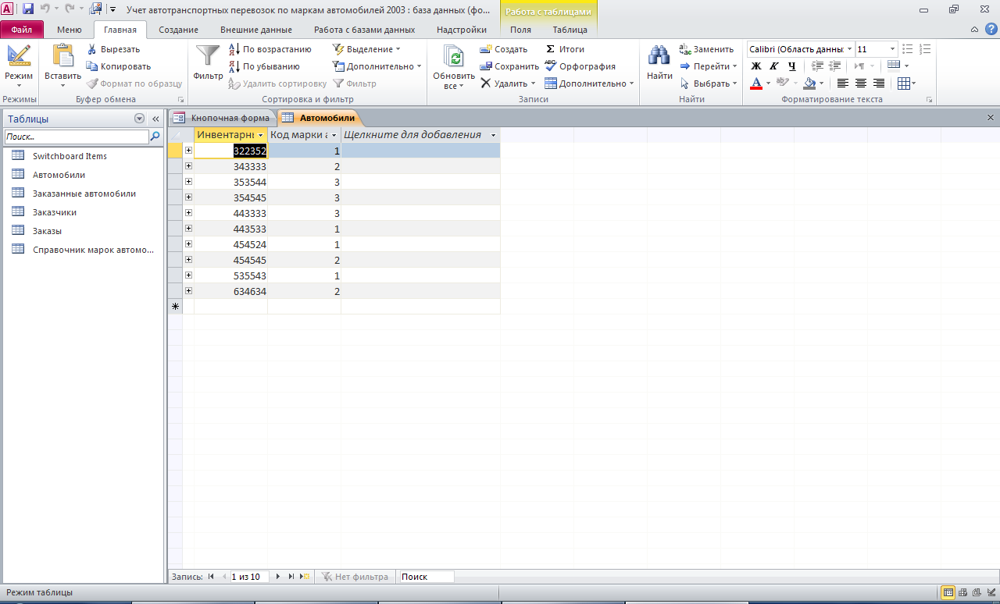 Учет автотранспортных перевозок по маркам автомобилей 2003 : база данных (фо...
Работа с таблицами
Файл Меню Главная Создание Внешние данные Работа с базами данных Надстройки Поля Таблица
Режим
Режимы
Вставить
Вырезать
Копировать
Формат по образцу
Буфер обмена
Фильтр
По возрастанию
По убыванию
Удалить сортировку
Выделение
Дополнительно
Фильтр
Сортировка и фильтр
Обновить
все
Создать
Сохранить
Удалить
Итоги
Орфография
Дополнительно
Записи
Найти
Заменить
Перейти
Выбрать
Найти
Calibri (Область данны: 11
Ж К Ч
Форматирование текста
Таблицы
Поиск...
Switchboard Items
Автомобили
Заказанные автомобили
Заказчики
Заказы
Справочник марок автомо...
Кнопочная форма Автомобили
Инвентарны Код марки а Щелкните для добавления
322352 1
343333 2
353544 3
354545 3
443333 3
443533 1
454524 1
454545 2
535543 1
634634 2
Запись: 1 из 10 Нет фильтра Поиск
Режим таблицы